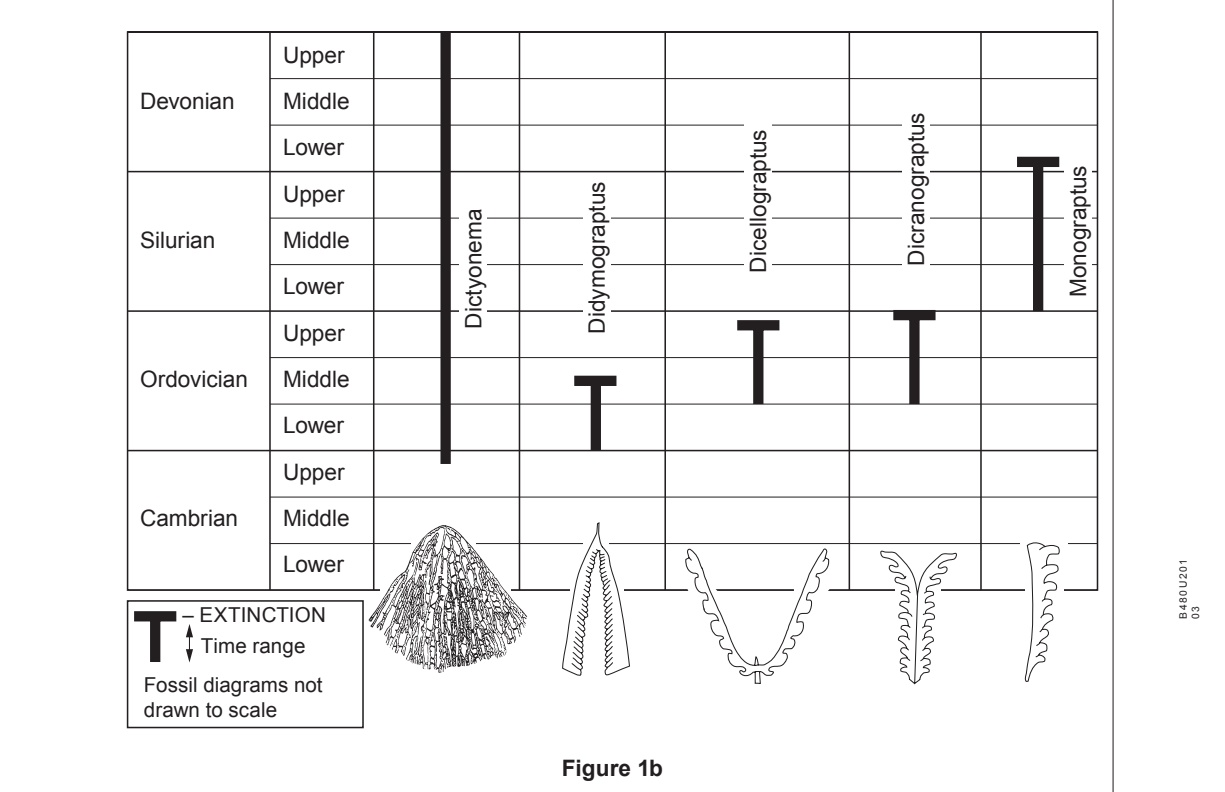 Devonian
Upper
Middle
Lower
Silurian
Upper
Middle
Lower
Ordovician
Upper
Middle
Lower
Cambrian
Upper
Middle
Lower
Dictyonema
Didymograptus
Dicellograptus
Dicranograptus
Monograptus
T – EXTINCTION
Time range
Fossil diagrams not
drawn to scale
Figure 1b
B480U201
03